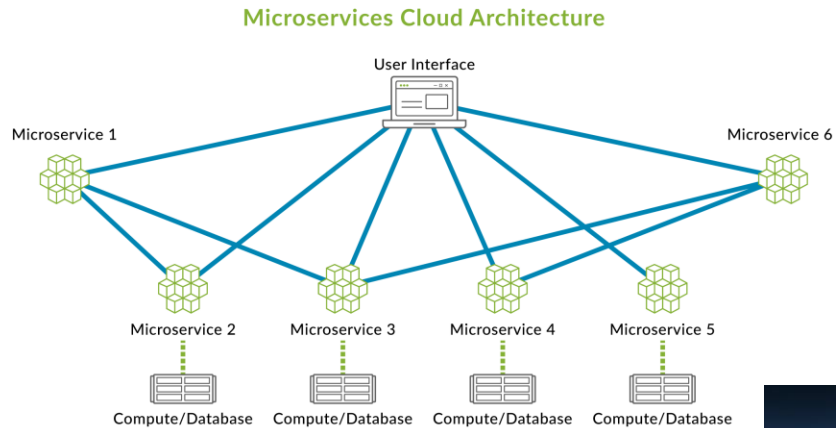 Microservices Cloud Architecture
User Interface
Microservice 1
Microservice 6
Microservice 2
Microservice 3
Microservice 4
Microservice 5
Compute/Database
Compute/Database
Compute/Database
Compute/Database